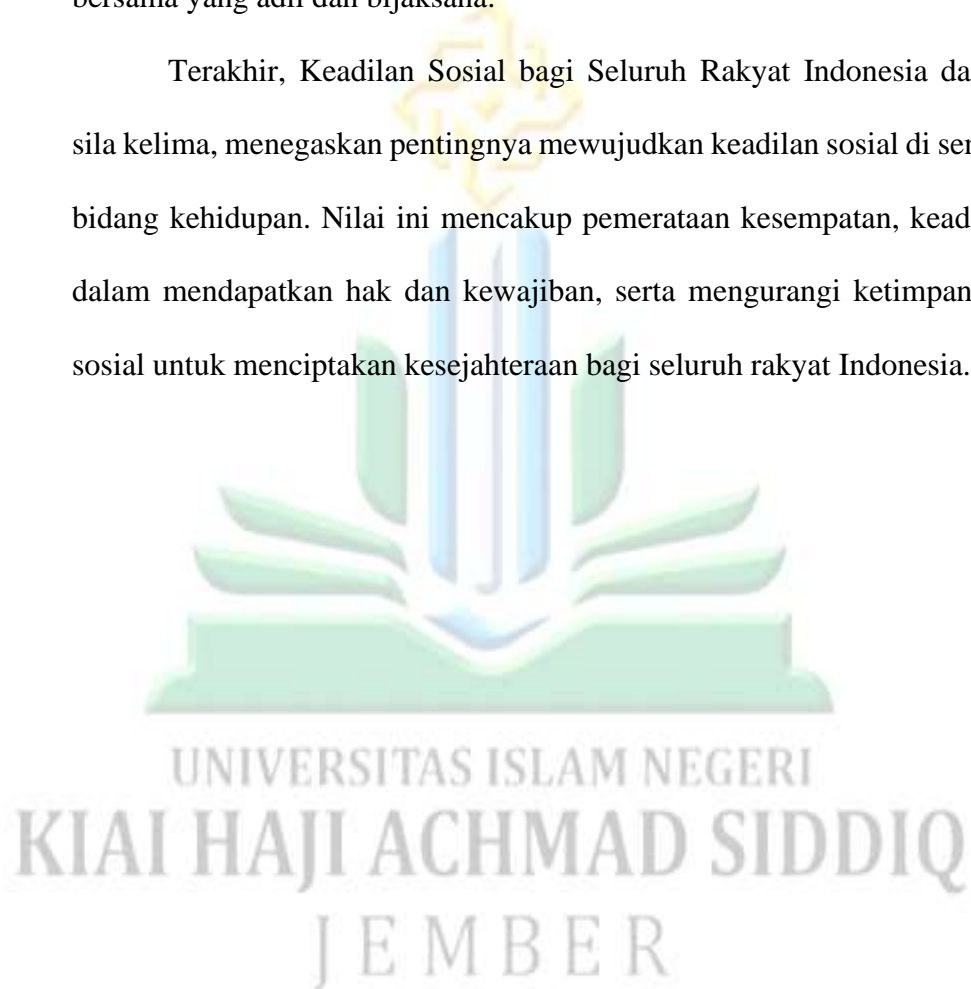 bersama yang adil dan bijaksana.
Terakhir, Keadilan Sosial bagi Seluruh Rakyat Indonesia da
sila kelima, menegaskan pentingnya mewujudkan keadilan sosial di se
bidang kehidupan. Nilai ini mencakup pemerataan kesempatan, kead
dalam mendapatkan hak dan kewajiban, serta mengurangi ketimpan
sosial untuk menciptakan kesejahteraan bagi seluruh rakyat Indonesia.
UNIVERSITAS ISLAM NEGERI
KIAI HAJI ACHMAD SIDDIQ
JEMBER